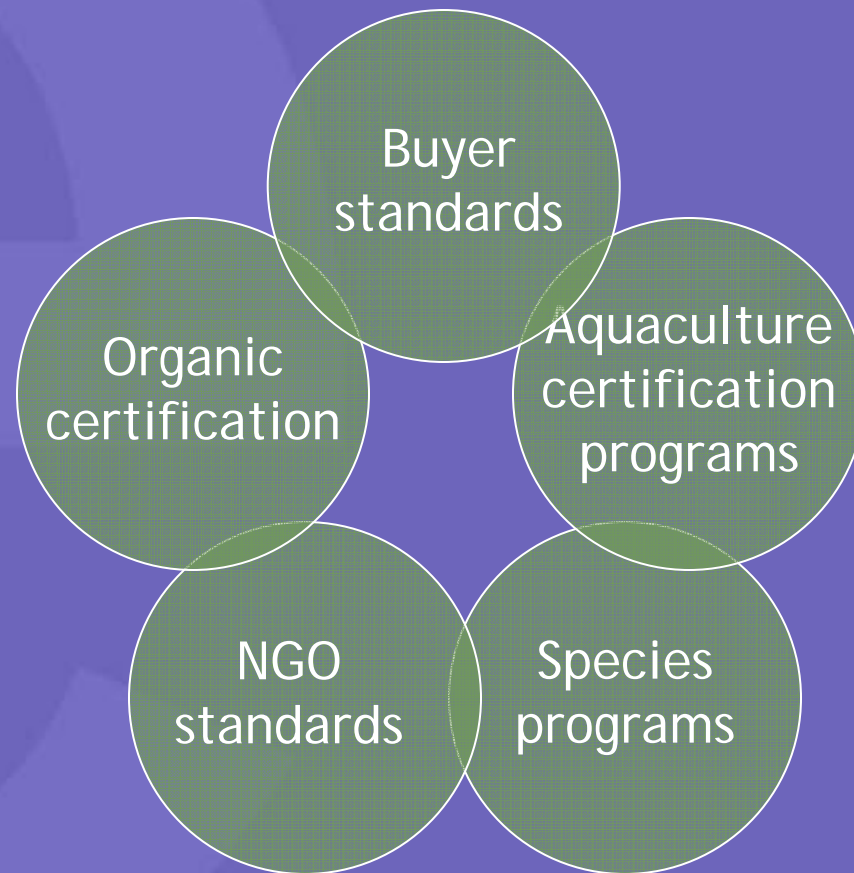 Buyer
standards
Aquaculture
certification
programs
Species
programs
NGO
standards
Organic
certification